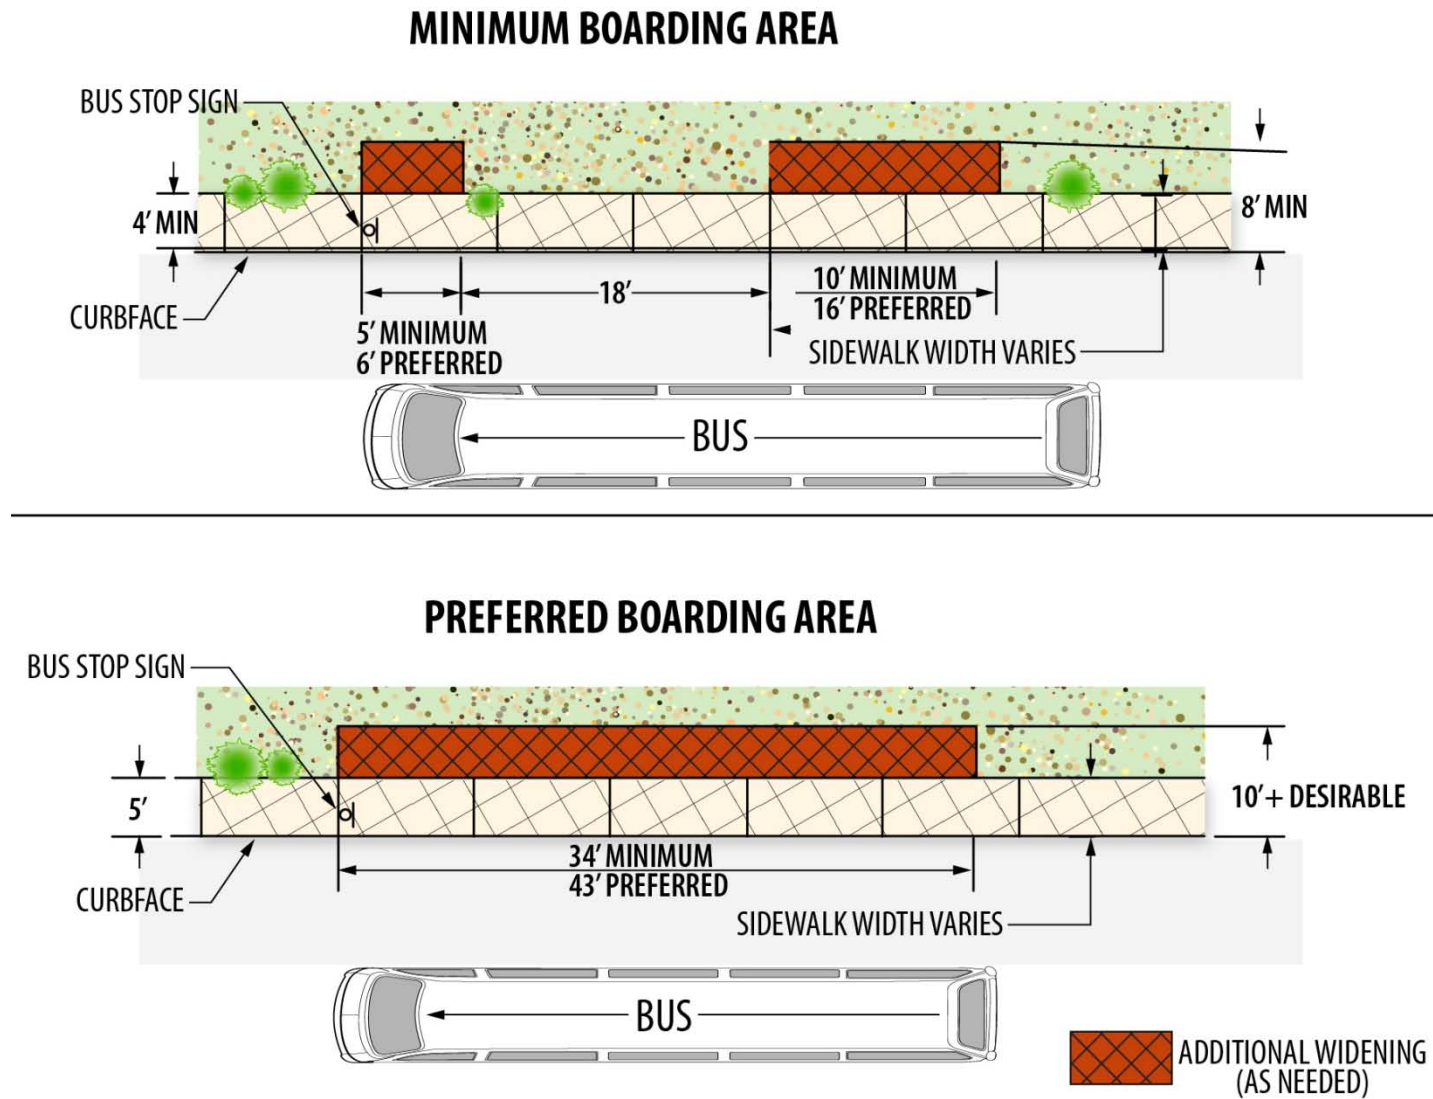 MINIMUM BOARDING AREA
BUS STOP SIGN
4’ MIN
8’ MIN
CURBFACE
18’
10’ MINIMUM
16’ PREFERRED
5’ MINIMUM
6’ PREFERRED
SIDEWALK WIDTH VARIES
BUS
PREFERRED BOARDING AREA
BUS STOP SIGN
5’
10’+ DESIRABLE
34’ MINIMUM
43’ PREFERRED
CURBFACE
SIDEWALK WIDTH VARIES
BUS
ADDITIONAL WIDENING
(AS NEEDED)